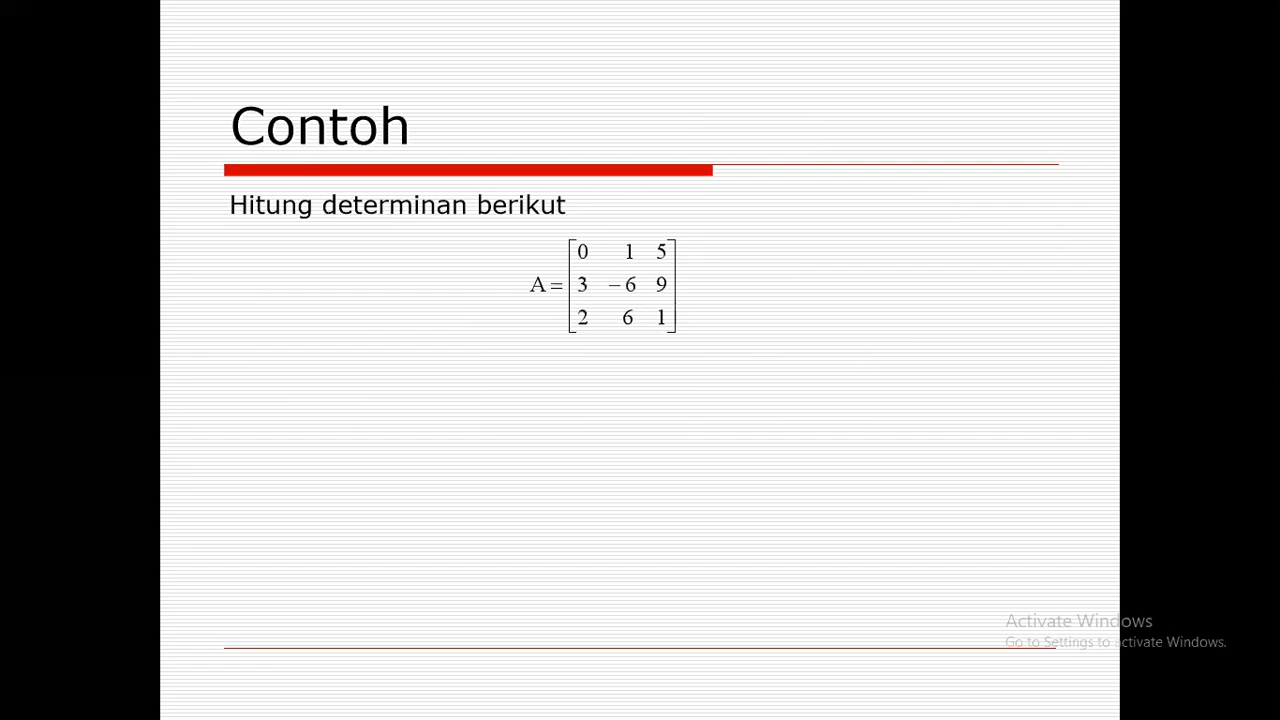 Contoh
Hitung determinan berikut
0 1 5
A = 3 −6 9
2 6 1
Activate Windows
Go to Settings to activate Windows.